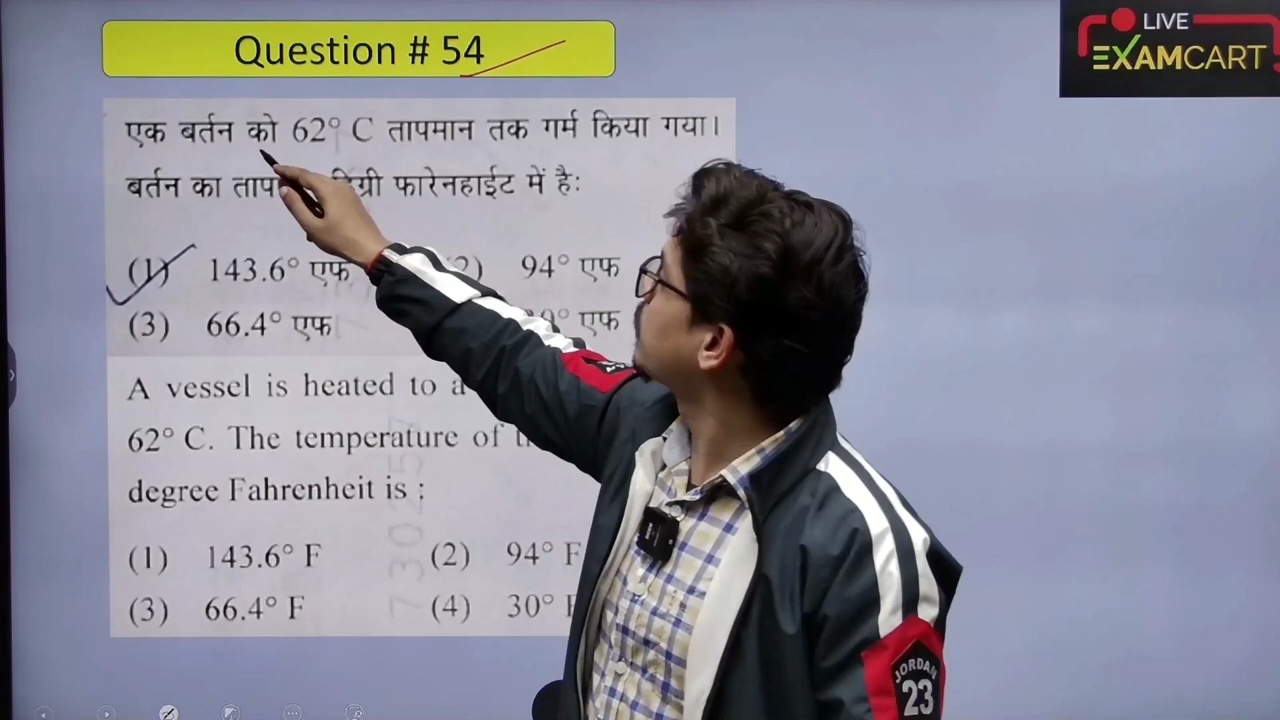 Question # 54
LIVE
EXAMCART
एक बर्तन को 62° C तापमान तक गर्म किया गया।
बर्तन का फारेनहाईट में है:
(1) 143.6° एफ (2) 94° एफ
(3) 66.4° एफ एफ
A vessel is heated to a
62° C. The temperature of
degree Fahrenheit is :
(1) 143.6° F (2) 94° F
(3) 66.4° F (4) 30°
7 30257
JORDAN
23